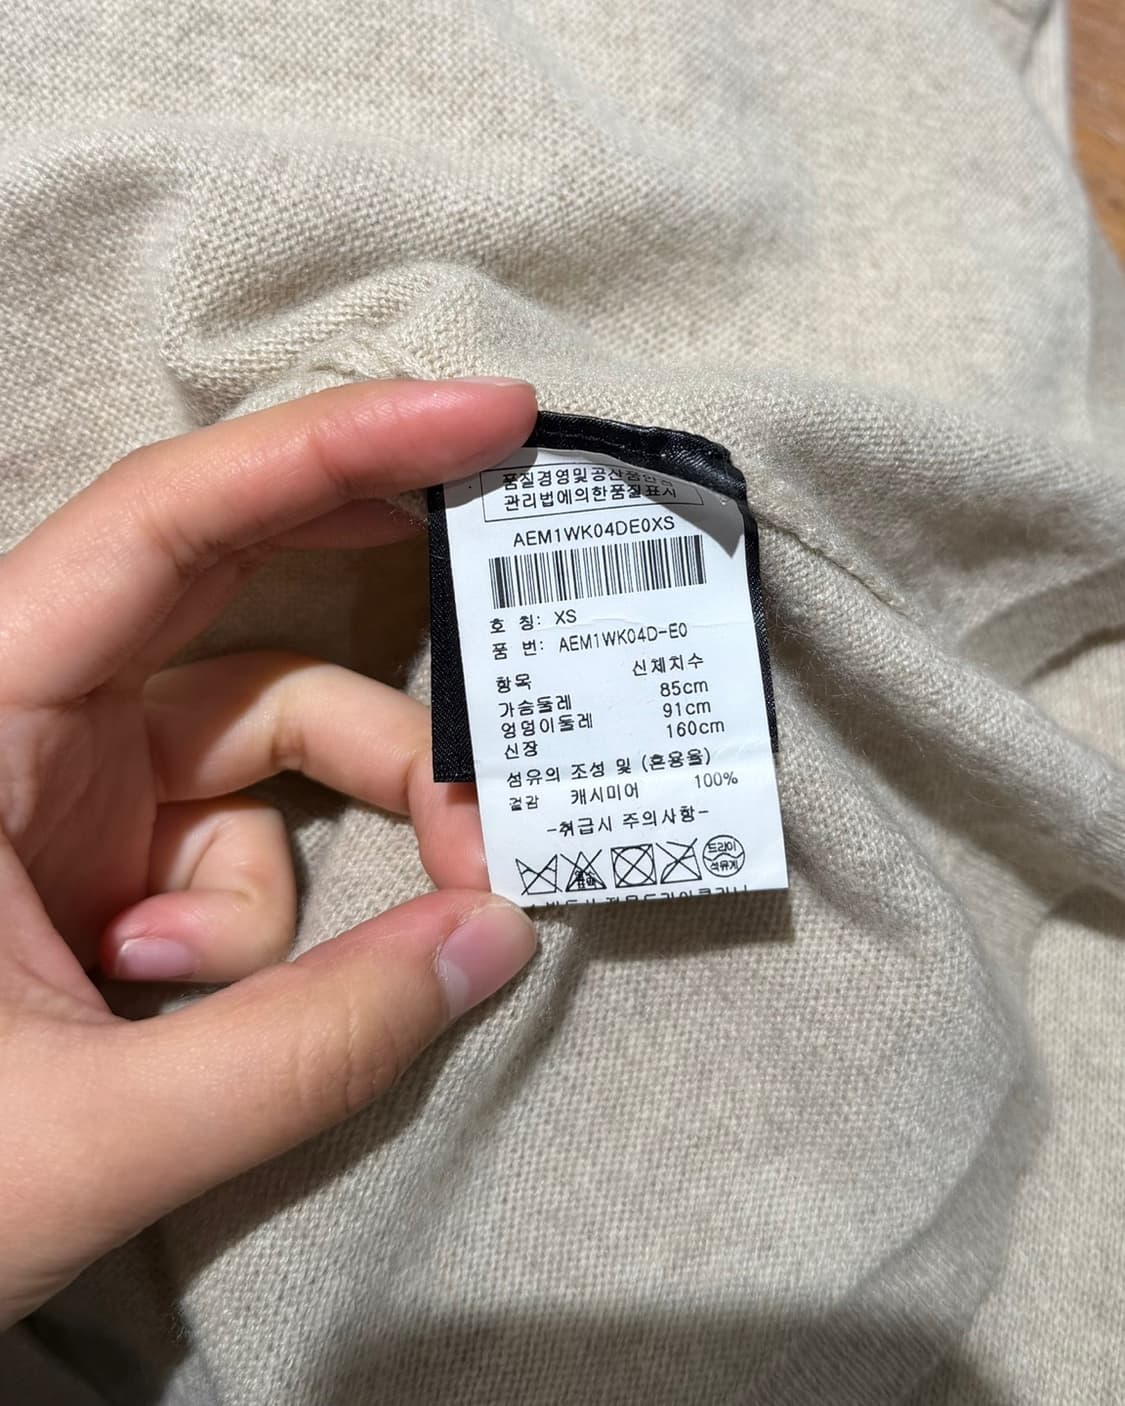 품질경영및공산품안전
관리법에의한품질표시
AEM1WK04DE0XS
호 칭: XS
품 번: AEM1WK04D-E0
항목 신체치수
가슴둘레 85cm
엉덩이둘레 91cm
신장 160cm
섬유의 조성 및 (혼용율)
겉감 캐시미어 100%
-취급시 주의사항-
드라이
석유계